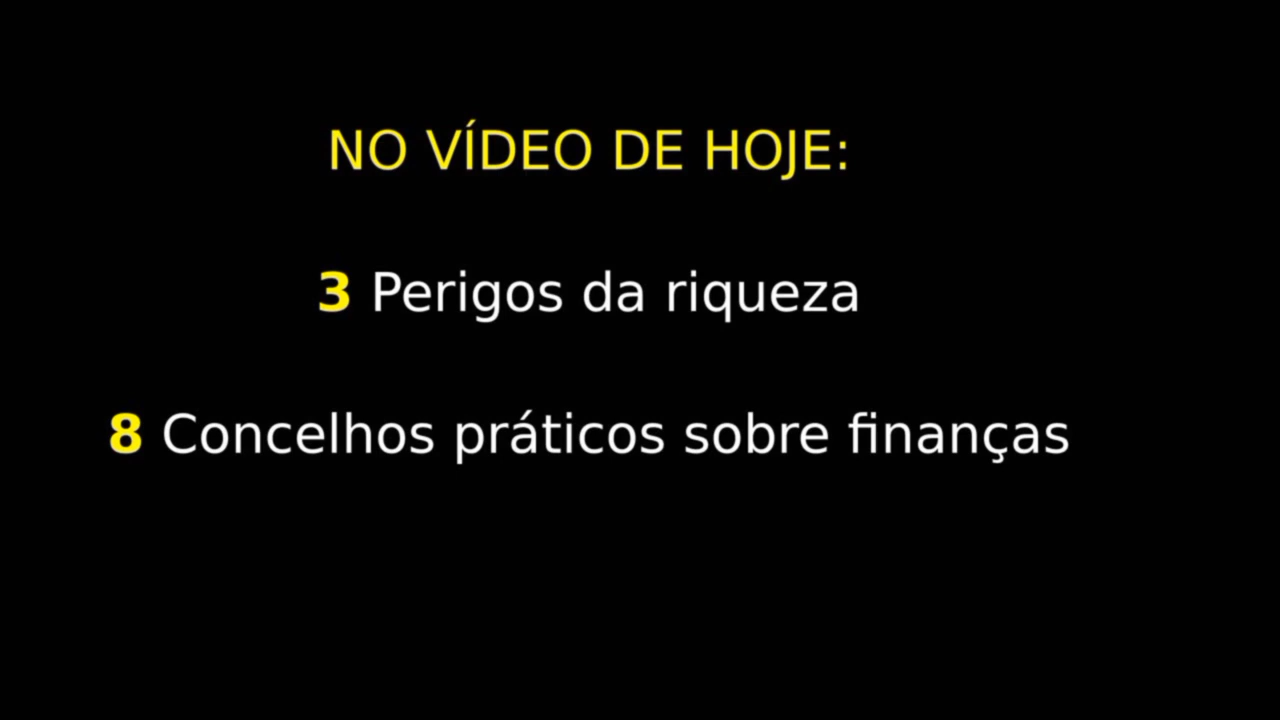 NO VÍDEO DE HOJE:
3 Perigos da riqueza
8 Concelhos práticos sobre finanças